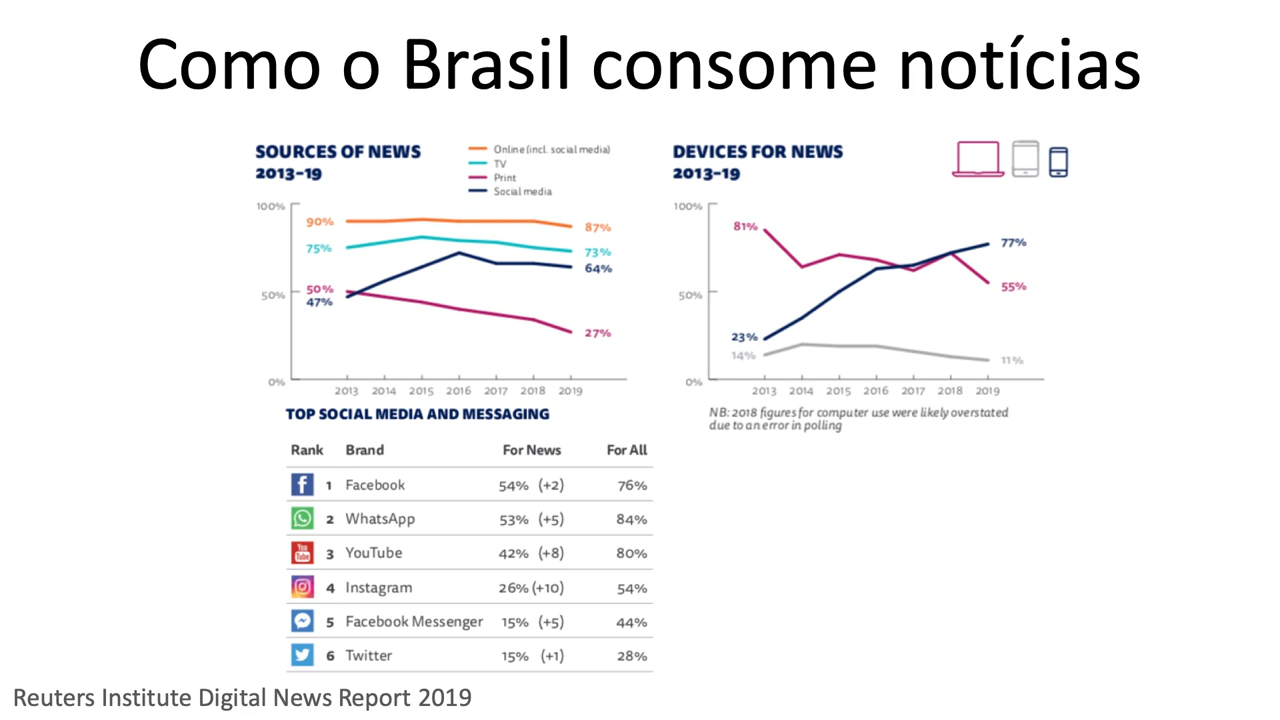 Como o Brasil consome notícias
SOURCES OF NEWS
2013–19
Online (incl. social media)
TV
Print
Social media
100%
50%
0%
90%
75%
50%
47%
87%
73%
64%
27%
2013 2014 2015 2016 2017 2018 2019
DEVICES FOR NEWS
2013–19
100%
50%
0%
81%
23%
14%
77%
55%
11%
2013 2014 2015 2016 2017 2018 2019
NB: 2018 figures for computer use were likely overstated
due to an error in polling
TOP SOCIAL MEDIA AND MESSAGING
Rank Brand For News For All
1 Facebook 54% (+2) 76%
2 WhatsApp 53% (+5) 84%
You Tube 3 YouTube 42% (+8) 80%
4 Instagram 26% (+10) 54%
5 Facebook Messenger 15% (+5) 44%
6 Twitter 15% (+1) 28%
Reuters Institute Digital News Report 2019